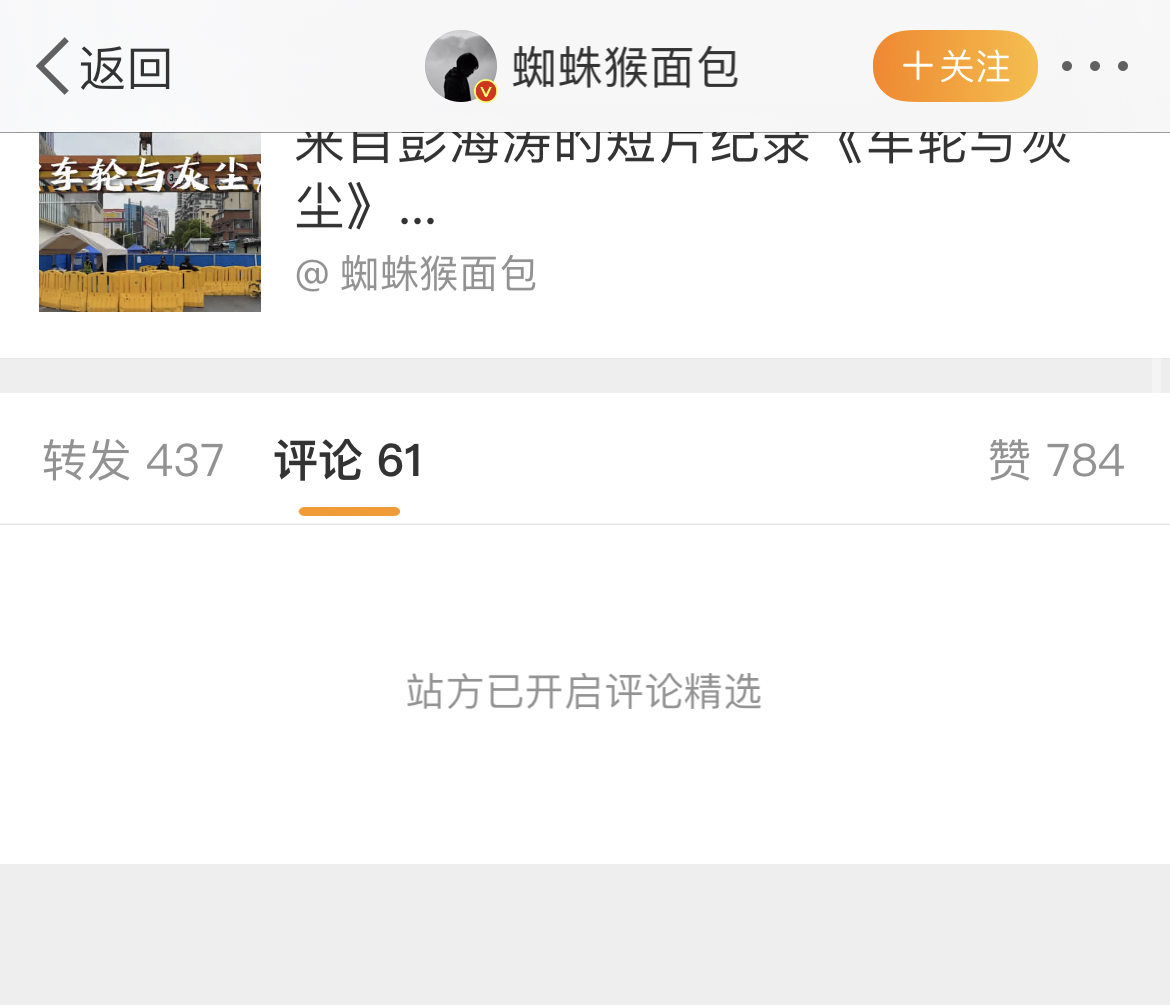 返回
蜘蛛猴面包
+关注
车轮与灰尘
来自彭海涛的短片纪录《车轮与灰
尘》...
@ 蜘蛛猴面包
转发 437
评论 61
赞 784
站方已开启评论精选